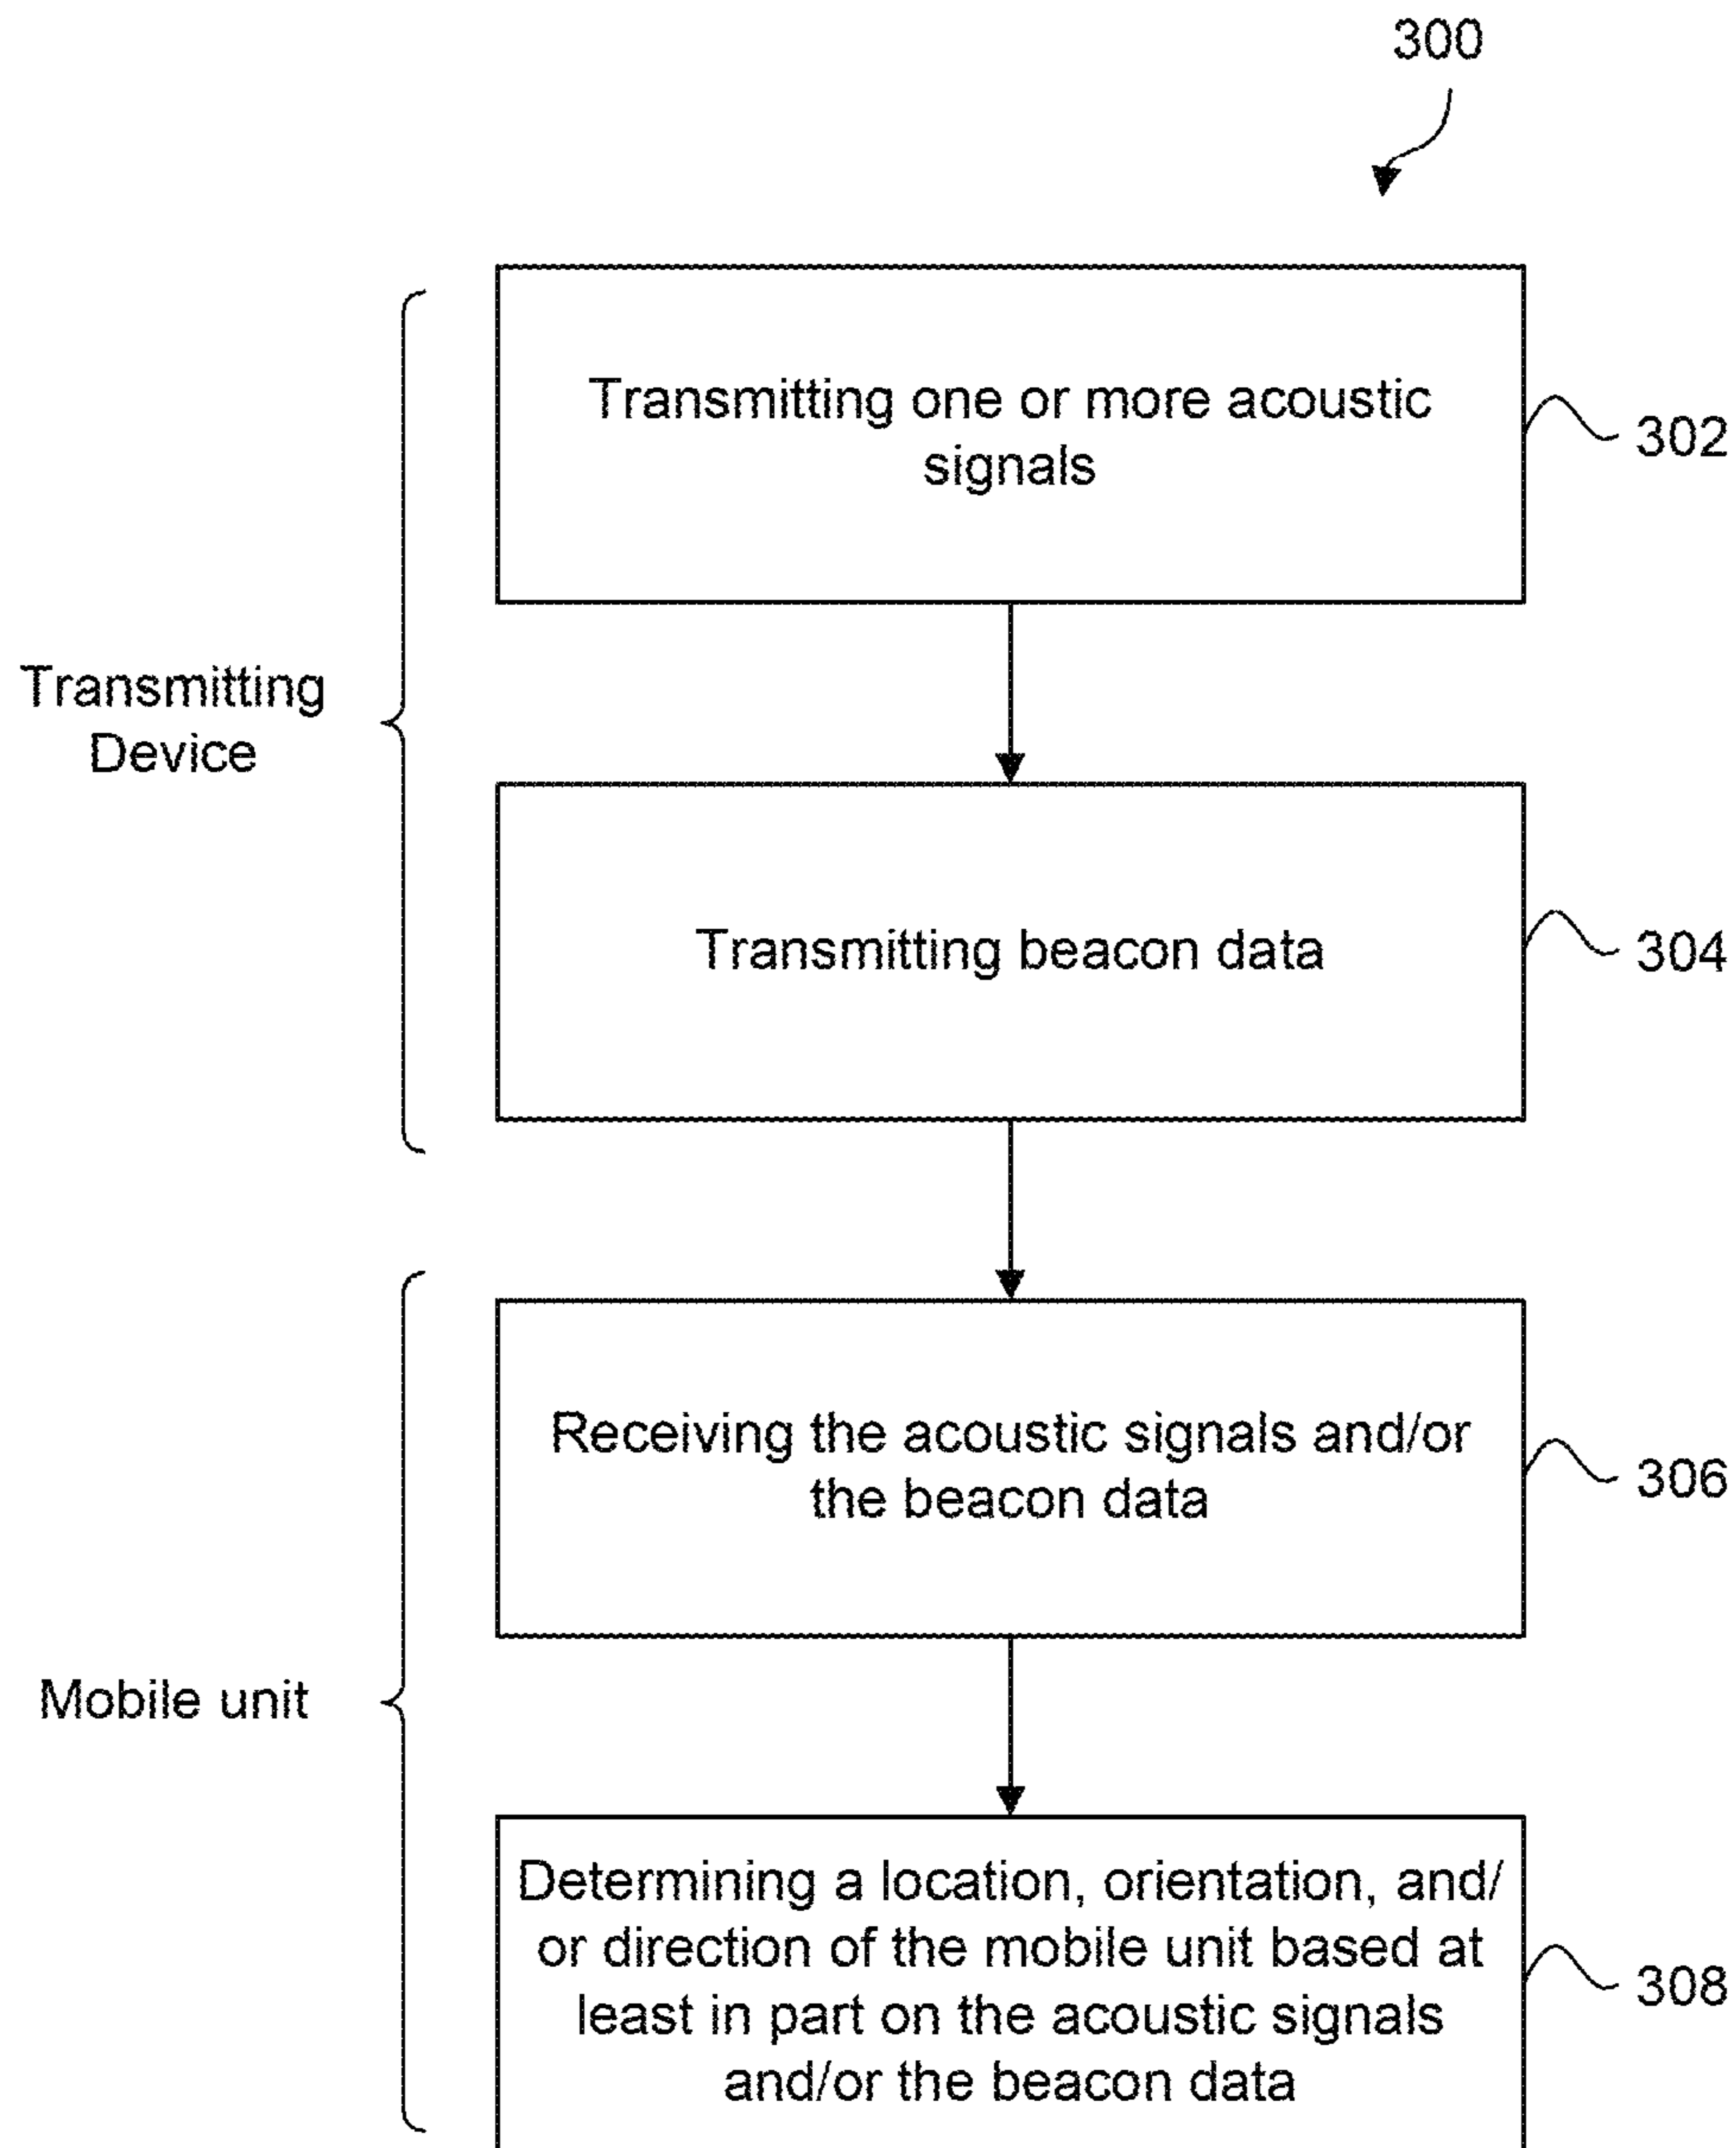 300
Transmitting one or more acoustic
signals
302
Transmitting
Device
Transmitting beacon data
304
Receiving the acoustic signals and/or
the beacon data
306
Mobile unit
Determining a location, orientation, and/
or direction of the mobile unit based at
least in part on the acoustic signals
and/or the beacon data
308